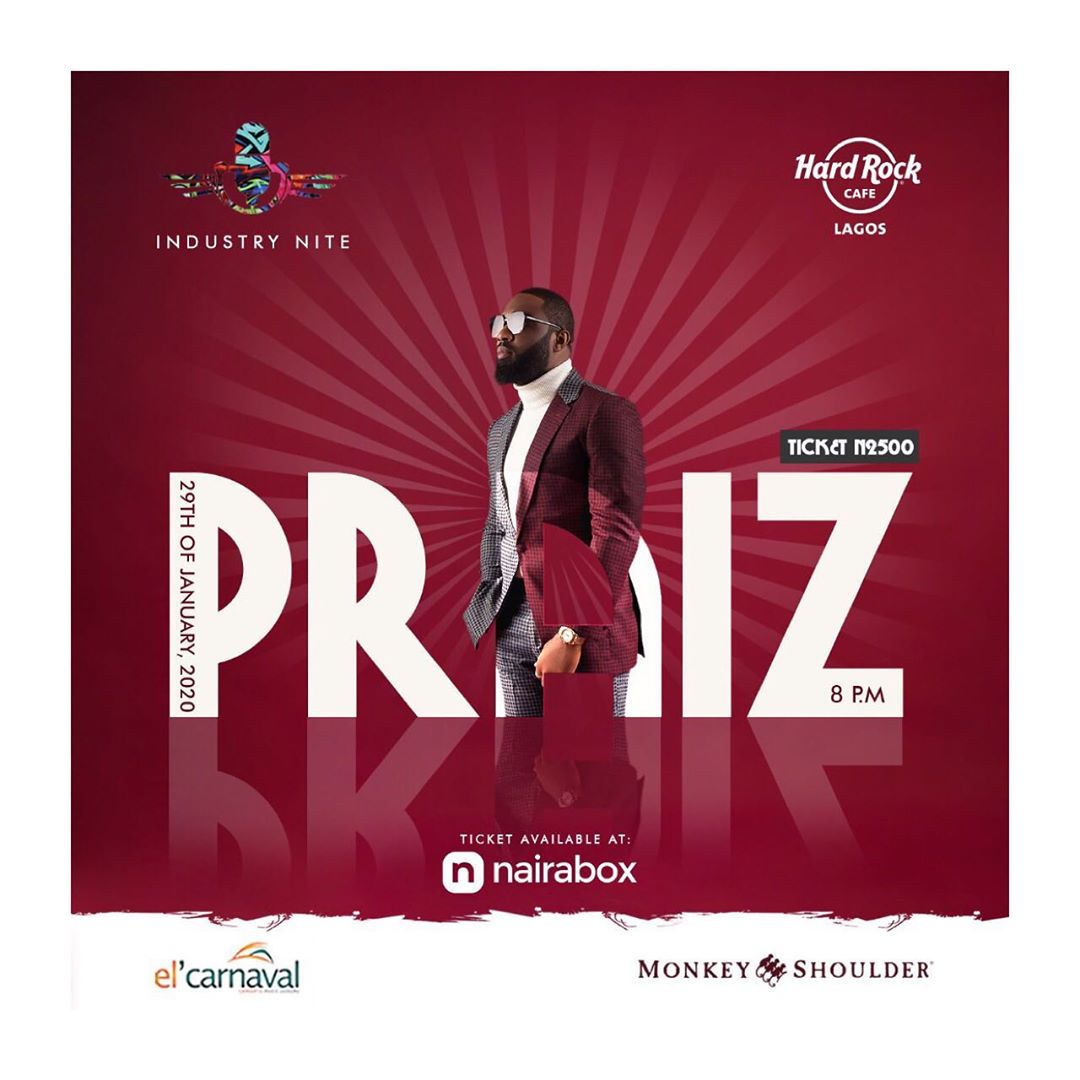 INDUSTRY NITE
Hard Rock
CAFE
LAGOS
TICKET N2500
PRAIZ
29TH OF JANUARY, 2020
8 P.M
TICKET AVAILABLE AT:
n nairabox
el'carnaval
MONKEY SHOULDER